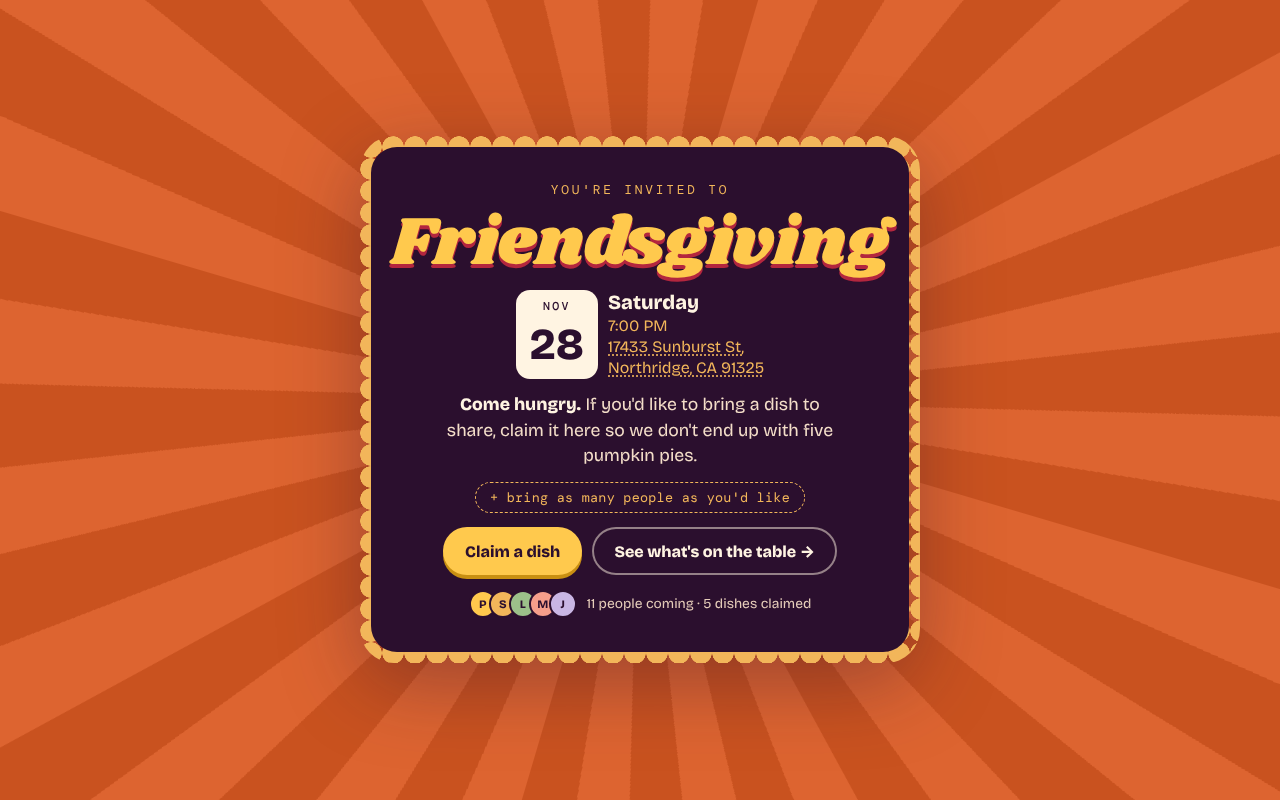 YOU'RE INVITED TO
Friendsgiving
NOV
28
Saturday
7:00 PM
17433 Sunburst St,
Northridge, CA 91325
Come hungry. If you'd like to bring a dish to
share, claim it here so we don't end up with five
pumpkin pies.
+ bring as many people as you'd like
Claim a dish
See what's on the table →
P S L M J
11 people coming · 5 dishes claimed